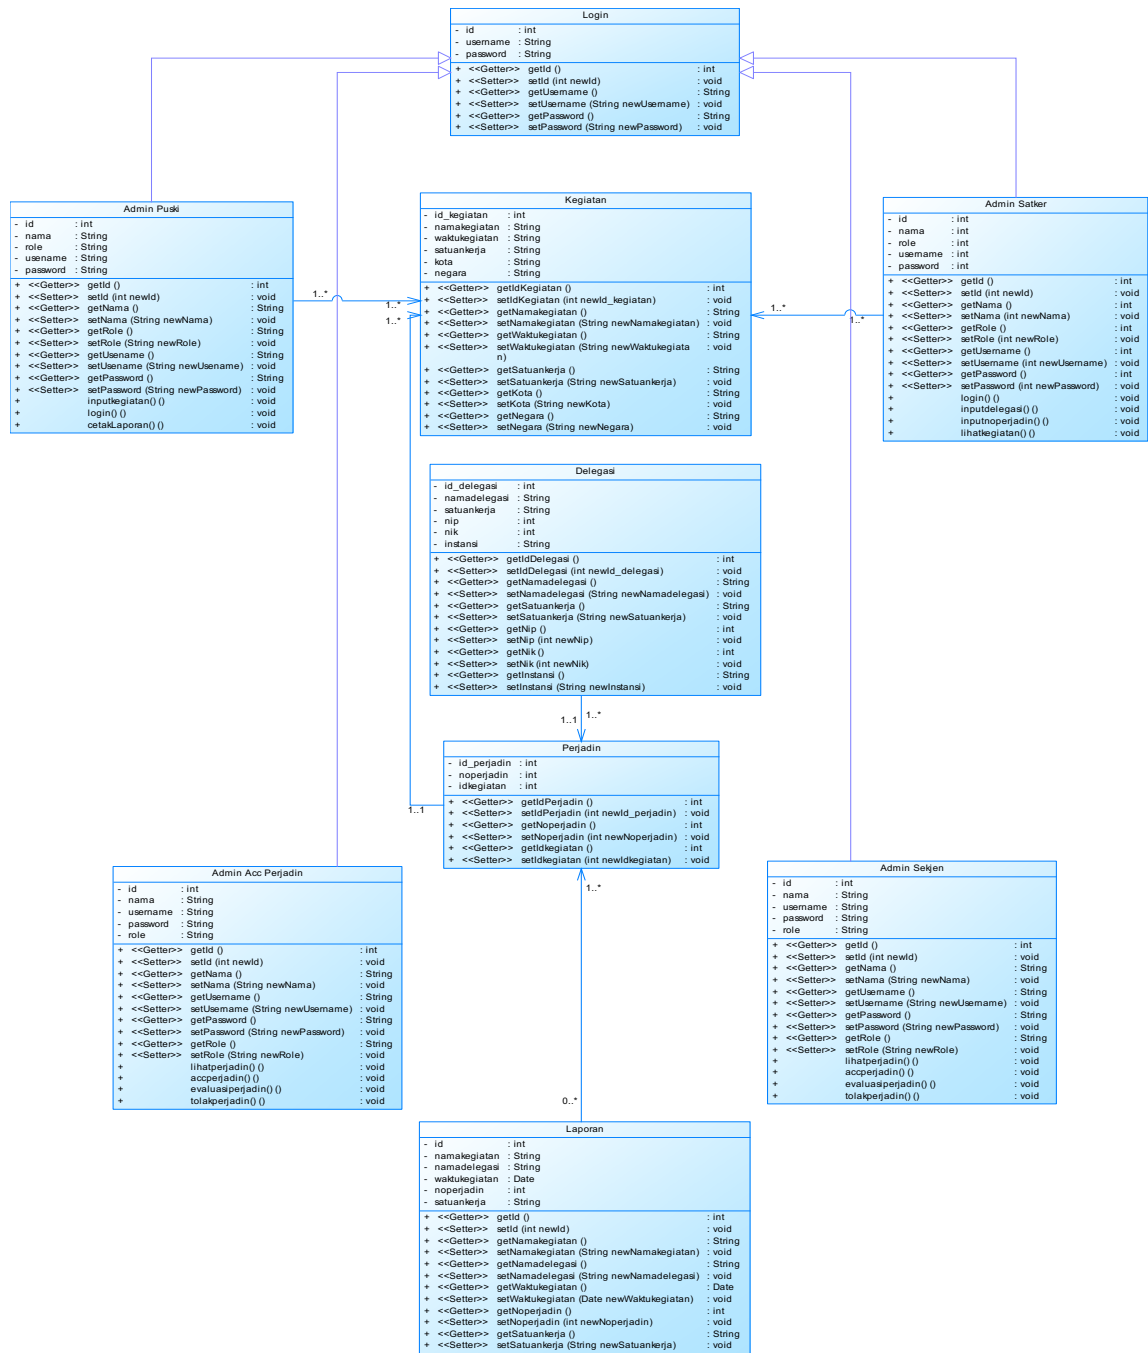 Login
- id : int
- username : String
- password : String
+ <<Getter>> getId () : int
+ <<Setter>> setId (int newId) : void
+ <<Getter>> getUsername () : String
+ <<Setter>> setUsername (String newUsername) : void
+ <<Getter>> getPassword () : String
+ <<Setter>> setPassword (String newPassword) : void
Admin Puski
- id : int
- nama : String
- role : String
- usename : String
- password : String
+ <<Getter>> getId () : int
+ <<Setter>> setId (int newId) : void
+ <<Getter>> getNama () : String
+ <<Setter>> setNama (String newNama) : void
+ <<Getter>> getRole () : String
+ <<Setter>> setRole (String newRole) : void
+ <<Getter>> getUsename () : String
+ <<Setter>> setUsename (String newUsename) : void
+ <<Getter>> getPassword () : String
+ <<Setter>> setPassword (String newPassword) : void
+ inputkegiatan() () : void
+ login() () : void
+ cetakLaporan() () : void
1..*
1..*
1..*
Kegiatan
- id_kegiatan : int
- namakegiatan : String
- waktukegiatan : String
- satuankerja : String
- kota : String
- negara : String
+ <<Getter>> getIdKegiatan () : int
+ <<Setter>> setIdKegiatan (int newId_kegiatan) : void
+ <<Getter>> getNamakegiatan () : String
+ <<Setter>> setNamakegiatan (String newNamakegiatan) : void
+ <<Getter>> getWaktukegiatan () : String
+ <<Setter>> setWaktukegiatan (String newWaktukegiata : void
n)
+ <<Getter>> getSatuankerja () : String
+ <<Setter>> setSatuankerja (String newSatuankerja) : void
+ <<Getter>> getKota () : String
+ <<Setter>> setKota (String newKota) : void
+ <<Getter>> getNegara () : String
+ <<Setter>> setNegara (String newNegara) : void
1..*
1..*
Admin Satker
- id : int
- nama : int
- role : int
- username : int
- password : int
+ <<Getter>> getId () : int
+ <<Setter>> setId (int newId) : void
+ <<Getter>> getNama () : int
+ <<Setter>> setNama (int newNama) : void
+ <<Getter>> getRole () : int
+ <<Setter>> setRole (int newRole) : void
+ <<Getter>> getUsername () : int
+ <<Setter>> setUsername (int newUsername) : void
+ <<Getter>> getPassword () : int
+ <<Setter>> setPassword (int newPassword) : void
+ login() () : void
+ inputdelegasi() () : void
+ inputnoperjadin() () : void
+ lihatkegiatan() () : void
Delegasi
- id_delegasi : int
- namadelegasi : String
- satuankerja : String
- nip : int
- nik : int
- instansi : String
+ <<Getter>> getIdDelegasi () : int
+ <<Setter>> setIdDelegasi (int newId_delegasi) : void
+ <<Getter>> getNamadelegasi () : String
+ <<Setter>> setNamadelegasi (String newNamadelegasi) : void
+ <<Getter>> getSatuankerja () : String
+ <<Setter>> setSatuankerja (String newSatuankerja) : void
+ <<Getter>> getNip () : int
+ <<Setter>> setNip (int newNip) : void
+ <<Getter>> getNik () : int
+ <<Setter>> setNik (int newNik) : void
+ <<Getter>> getInstansi () : String
+ <<Setter>> setInstansi (String newInstansi) : void
1..1 1..*
Perjadin
- id_perjadin : int
- noperjadin : int
- idkegiatan : int
+ <<Getter>> getIdPerjadin () : int
+ <<Setter>> setIdPerjadin (int newId_perjadin) : void
+ <<Getter>> getNoperjadin () : int
+ <<Setter>> setNoperjadin (int newNoperjadin) : void
+ <<Getter>> getIdkegiatan () : int
+ <<Setter>> setIdkegiatan (int newIdkegiatan) : void
1..1
1..*
Admin Acc Perjadin
- id : int
- nama : String
- username : String
- password : String
- role : String
+ <<Getter>> getId () : int
+ <<Setter>> setId (int newId) : void
+ <<Getter>> getNama () : String
+ <<Setter>> setNama (String newNama) : void
+ <<Getter>> getUsername () : String
+ <<Setter>> setUsername (String newUsername) : void
+ <<Getter>> getPassword () : String
+ <<Setter>> setPassword (String newPassword) : void
+ <<Getter>> getRole () : String
+ <<Setter>> setRole (String newRole) : void
+ lihatperjadin() () : void
+ accperjadin() () : void
+ evaluasiperjadin() () : void
+ tolakperjadin() () : void
Admin Sekjen
- id : int
- nama : String
- username : String
- password : String
- role : String
+ <<Getter>> getId () : int
+ <<Setter>> setId (int newId) : void
+ <<Getter>> getNama () : String
+ <<Setter>> setNama (String newNama) : void
+ <<Getter>> getUsername () : String
+ <<Setter>> setUsername (String newUsername) : void
+ <<Getter>> getPassword () : String
+ <<Setter>> setPassword (String newPassword) : void
+ <<Getter>> getRole () : String
+ <<Setter>> setRole (String newRole) : void
+ lihatperjadin() () : void
+ accperjadin() () : void
+ evaluasiperjadin() () : void
+ tolakperjadin() () : void
0..*
Laporan
- id : int
- namakegiatan : String
- namadelegasi : String
- waktukegiatan : Date
- noperjadin : int
- satuankerja : String
+ <<Getter>> getId () : int
+ <<Setter>> setId (int newId) : void
+ <<Getter>> getNamakegiatan () : String
+ <<Setter>> setNamakegiatan (String newNamakegiatan) : void
+ <<Getter>> getNamadelegasi () : String
+ <<Setter>> setNamadelegasi (String newNamadelegasi) : void
+ <<Getter>> getWaktukegiatan () : Date
+ <<Setter>> setWaktukegiatan (Date newWaktukegiatan) : void
+ <<Getter>> getNoperjadin () : int
+ <<Setter>> setNoperjadin (int newNoperjadin) : void
+ <<Getter>> getSatuankerja () : String
+ <<Setter>> setSatuankerja (String newSatuankerja) : void